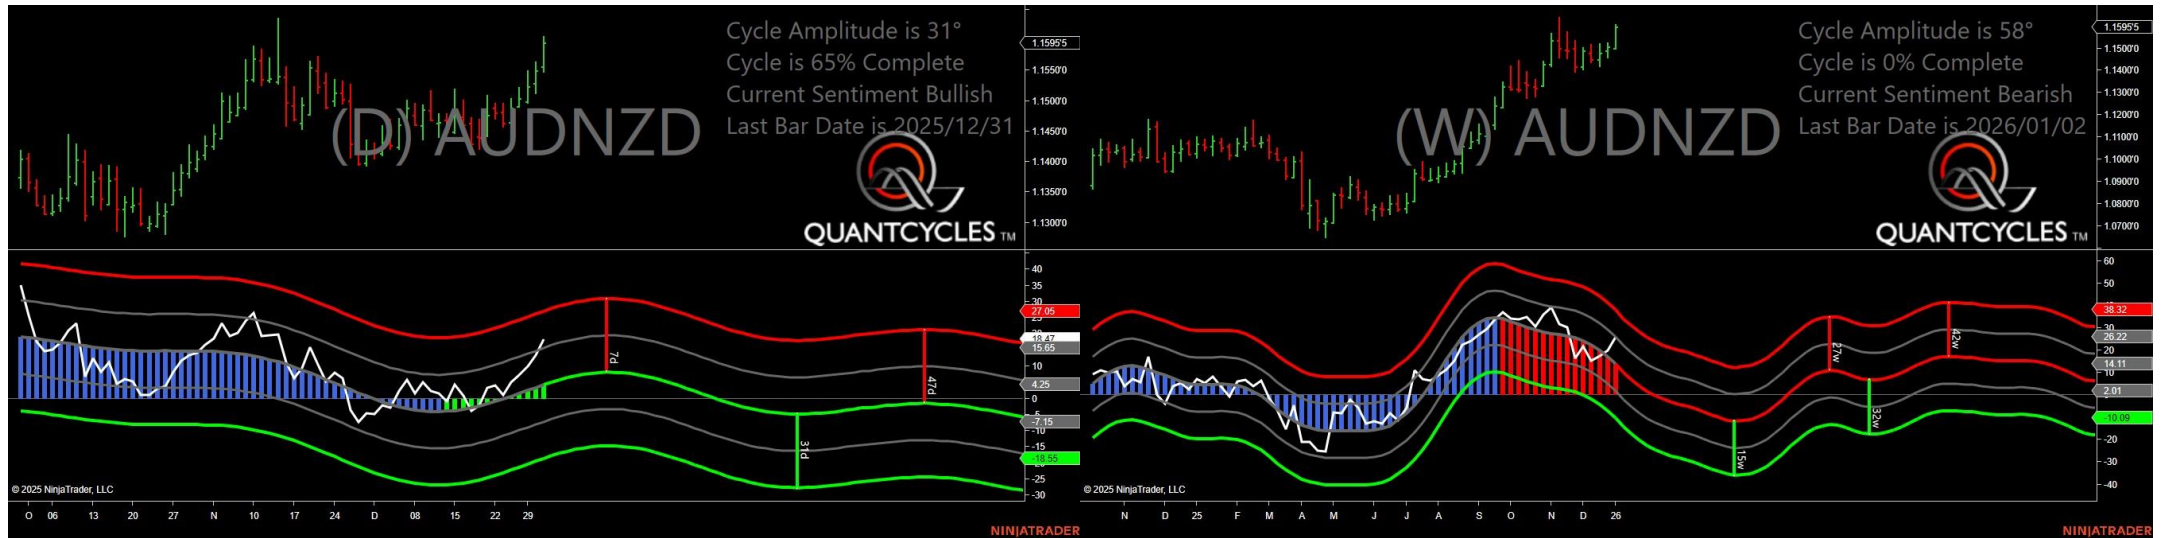 Cycle Amplitude is 31°
Cycle is 65% Complete
Current Sentiment Bullish
Last Bar Date is 2025/12/31
(D) AUDNZD
QUANTCYCLES TM
1.1595'5
1.1550'0
1.1500'0
1.1450'0
1.1400'0
1.1350'0
1.1300'0
40
35
30
27.05
25
18.47
15.65
10
4.25
0
-5
-7.15
-10
-15
-18.55
-25
-30
7d
31d
47d
© 2025 NinjaTrader, LLC
O 06 13 20 27 N 10 17 24 D 08 15 22 29
NINJATRADER
Cycle Amplitude is 58°
Cycle is 0% Complete
Current Sentiment Bearish
Last Bar Date is 2026/01/02
(W) AUDNZD
QUANTCYCLES TM
1.1595'5
1.1500'0
1.1400'0
1.1300'0
1.1200'0
1.1100'0
1.1000'0
1.0900'0
1.0800'0
1.0700'0
60
50
38.32
30
26.22
20
14.11
10
2.01
-10.09
-20
-30
-40
15w
27w
32w
42w
© 2025 NinjaTrader, LLC
N D 25 F M A M J J A S O N D 26
NINJATRADER